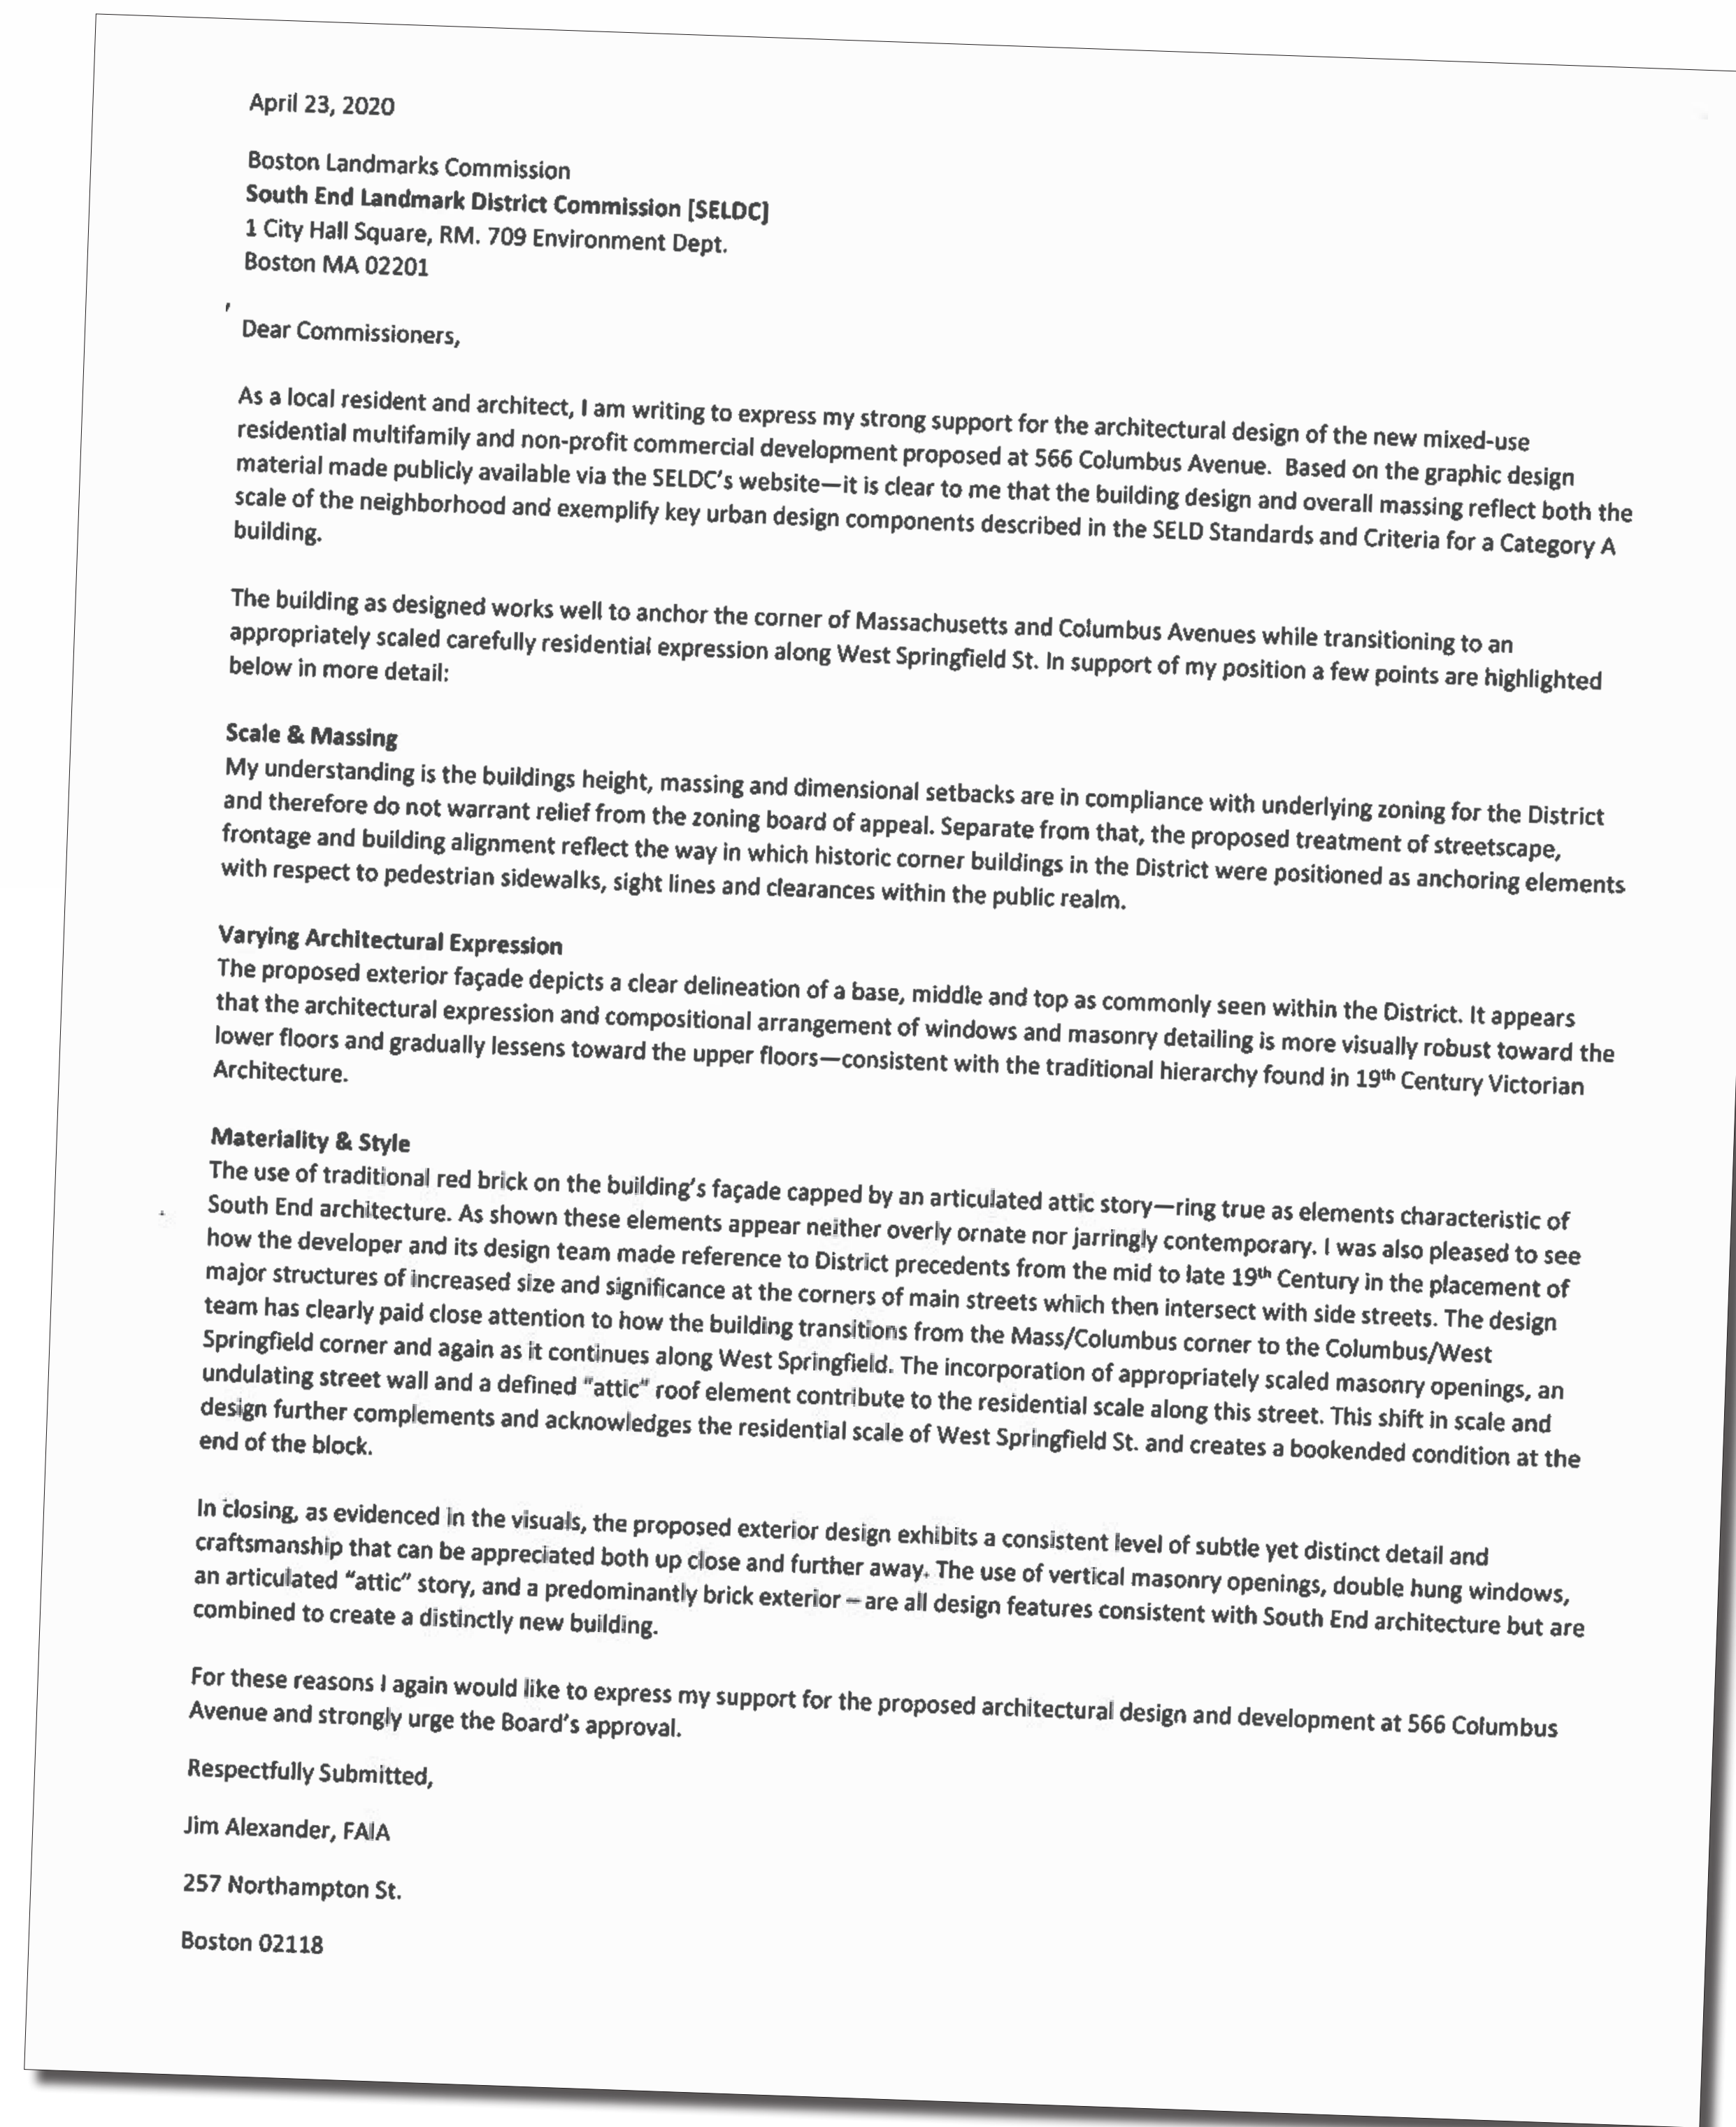 April 23, 2020
Boston Landmarks Commission
South End Landmark District Commission [SELDC]
1 City Hall Square, RM. 709 Environment Dept.
Boston MA 02201
Dear Commissioners,
As a local resident and architect, I am writing to express my strong support for the architectural design of the new mixed-use
residential multifamily and non-profit commercial development proposed at 566 Columbus Avenue.  Based on the graphic design
material made publicly available via the SELDC's website—it is clear to me that the building design and overall massing reflect both the
scale of the neighborhood and exemplify key urban design components described in the SELD Standards and Criteria for a Category A
building.
The building as designed works well to anchor the corner of Massachusetts and Columbus Avenues while transitioning to an
appropriately scaled carefully residential expression along West Springfield St. In support of my position a few points are highlighted
below in more detail:
Scale & Massing
My understanding is the buildings height, massing and dimensional setbacks are in compliance with underlying zoning for the District
and therefore do not warrant relief from the zoning board of appeal. Separate from that, the proposed treatment of streetscape,
frontage and building alignment reflect the way in which historic corner buildings in the District were positioned as anchoring elements
with respect to pedestrian sidewalks, sight lines and clearances within the public realm.
Varying Architectural Expression
The proposed exterior façade depicts a clear delineation of a base, middle and top as commonly seen within the District. It appears
that the architectural expression and compositional arrangement of windows and masonry detailing is more visually robust toward the
lower floors and gradually lessens toward the upper floors—consistent with the traditional hierarchy found in 19th Century Victorian
Architecture.
Materiality & Style
The use of traditional red brick on the building's façade capped by an articulated attic story—ring true as elements characteristic of
South End architecture. As shown these elements appear neither overly ornate nor jarringly contemporary. I was also pleased to see
how the developer and its design team made reference to District precedents from the mid to late 19th Century in the placement of
major structures of increased size and significance at the corners of main streets which then intersect with side streets. The design
team has clearly paid close attention to how the building transitions from the Mass/Columbus corner to the Columbus/West
Springfield corner and again as it continues along West Springfield. The incorporation of appropriately scaled masonry openings, an
undulating street wall and a defined "attic" roof element contribute to the residential scale along this street. This shift in scale and
design further complements and acknowledges the residential scale of West Springfield St. and creates a bookended condition at the
end of the block.
In closing, as evidenced in the visuals, the proposed exterior design exhibits a consistent level of subtle yet distinct detail and
craftsmanship that can be appreciated both up close and further away. The use of vertical masonry openings, double hung windows,
an articulated "attic" story, and a predominantly brick exterior – are all design features consistent with South End architecture but are
combined to create a distinctly new building.
For these reasons I again would like to express my support for the proposed architectural design and development at 566 Columbus
Avenue and strongly urge the Board's approval.
Respectfully Submitted,
Jim Alexander, FAIA
257 Northampton St.
Boston 02118